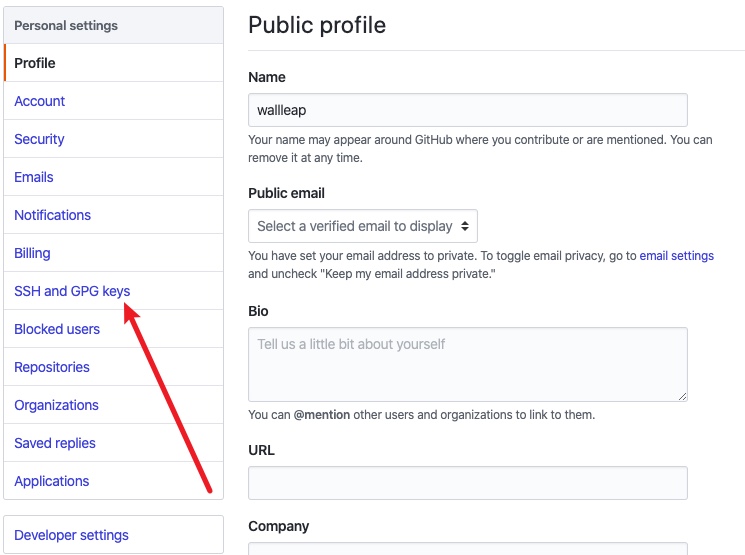 Personal settings
Profile
Account
Security
Emails
Notifications
Billing
SSH and GPG keys
Blocked users
Repositories
Organizations
Saved replies
Applications
Developer settings
Public profile
Name
wallleap
Your name may appear around GitHub where you contribute or are mentioned. You can
remove it at any time.
Public email
Select a verified email to display
You have set your email address to private. To toggle email privacy, go to email settings
and uncheck "Keep my email address private."
Bio
Tell us a little bit about yourself
You can @mention other users and organizations to link to them.
URL
Company